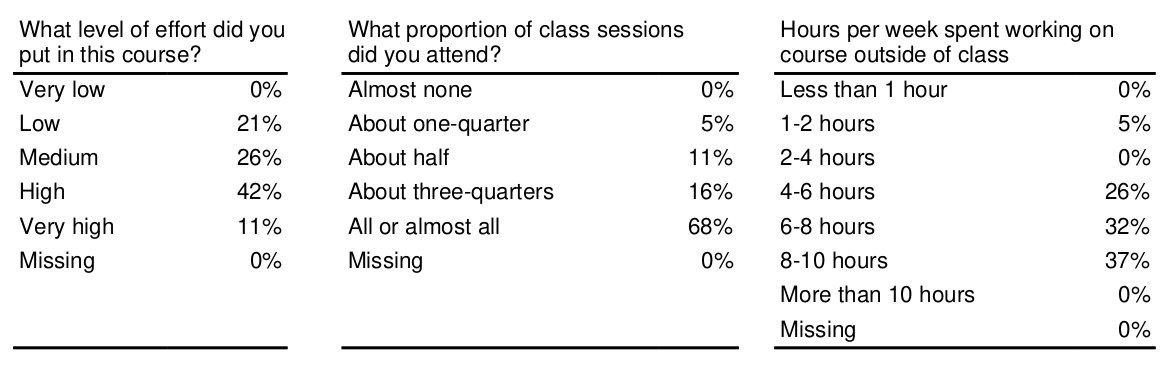 What level of effort did you
put in this course?
Very low 0%
Low 21%
Medium 26%
High 42%
Very high 11%
Missing 0%
What proportion of class sessions
did you attend?
Almost none 0%
About one-quarter 5%
About half 11%
About three-quarters 16%
All or almost all 68%
Missing 0%
Hours per week spent working on
course outside of class
Less than 1 hour 0%
1-2 hours 5%
2-4 hours 0%
4-6 hours 26%
6-8 hours 32%
8-10 hours 37%
More than 10 hours 0%
Missing 0%